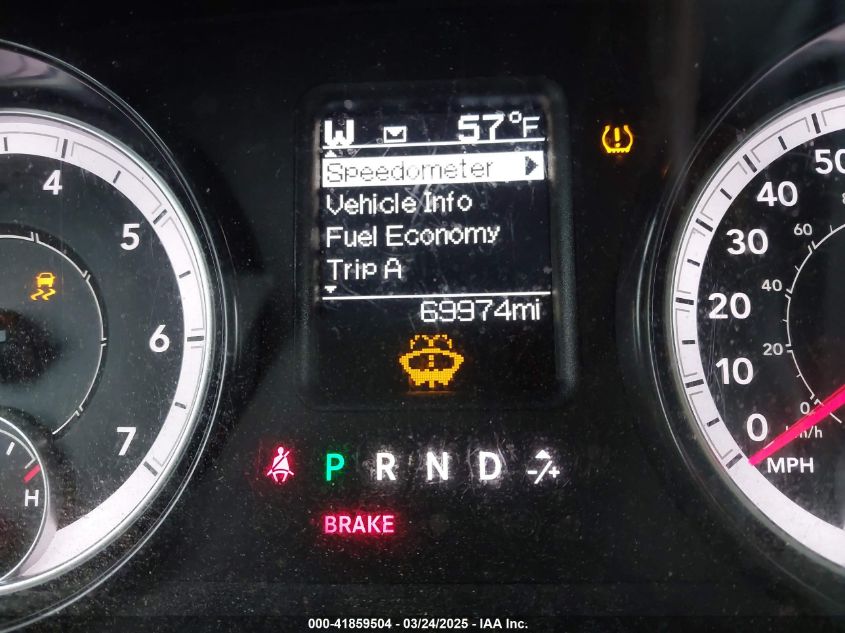 W 57°F
Speedometer
Vehicle Info
Fuel Economy
Trip A
69974mi
4
5
6
7
H
50
40
30
20
10
0
60
40
20
0
km/h
MPH
P R N D -/+
BRAKE
000-41859504 - 03/24/2025 - IAA Inc.